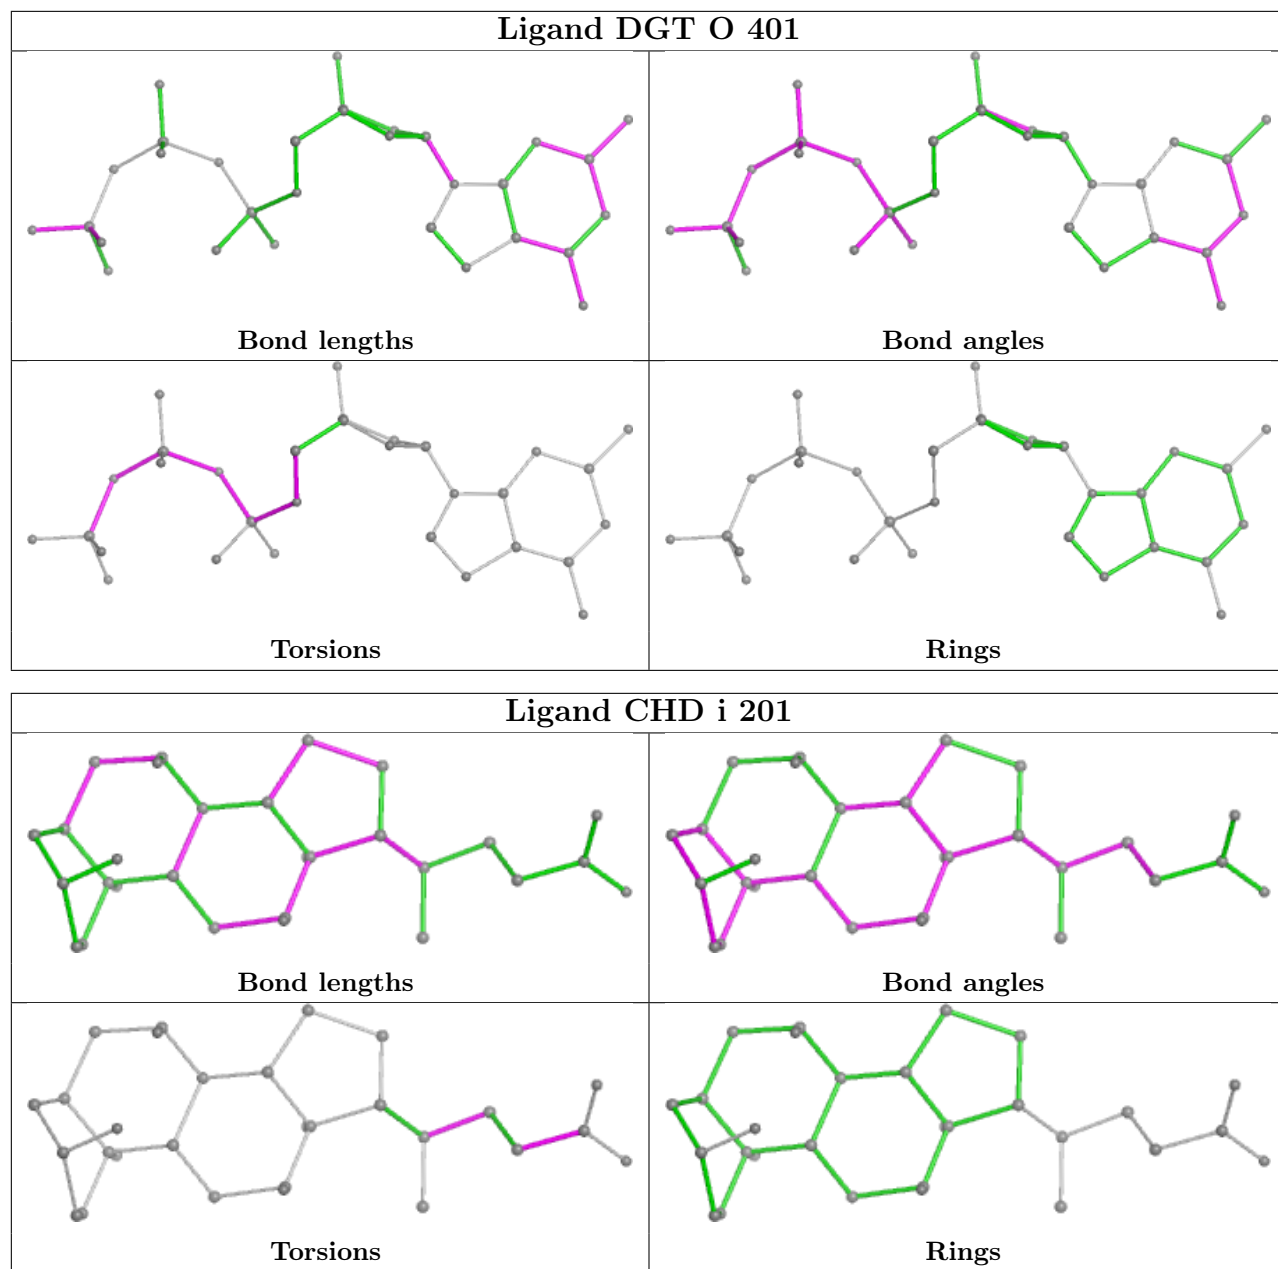 Ligand DGT O 401
Bond lengths
Bond angles
Torsions
Rings
Ligand CHD i 201
Bond lengths
Bond angles
Torsions
Rings